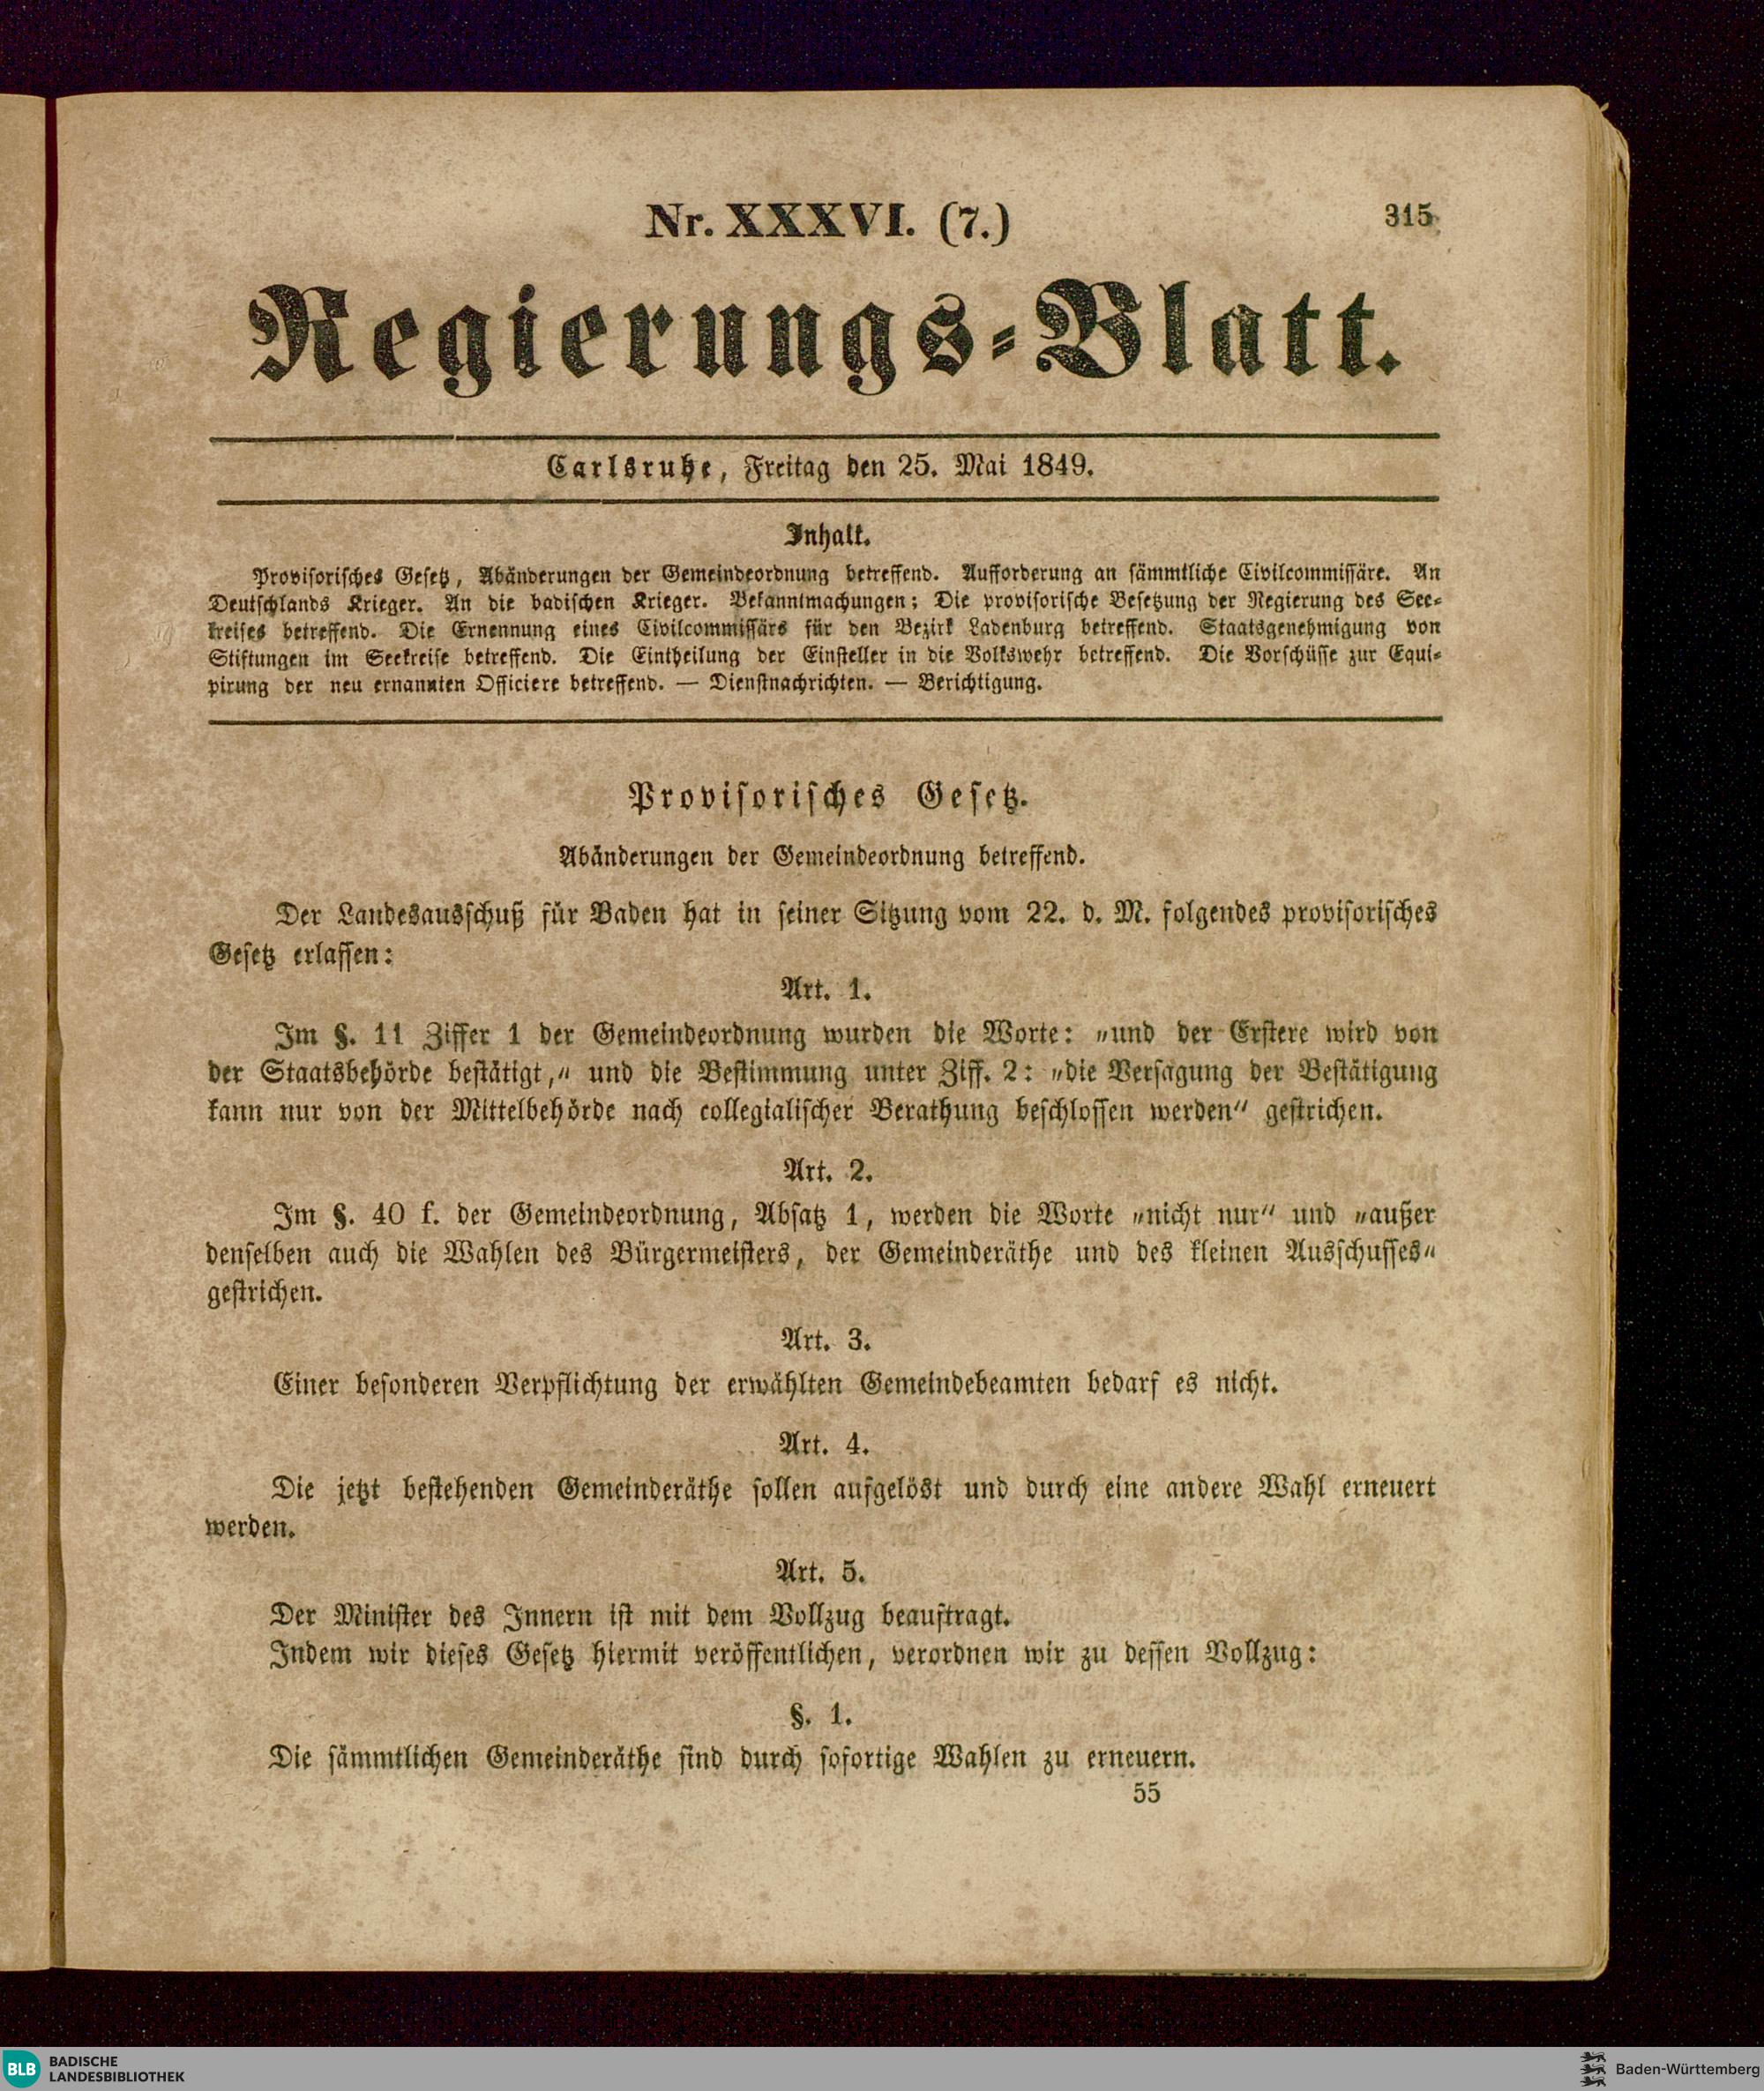 Nr. XXXVI. (7.)
315
Regierungs-Blatt.
Carlsruhe, Freitag den 25. Mai 1849.
Inhalt.
Provisorisches Gesetz, Abänderungen der Gemeindeordnung betreffend. Aufforderung an sämmtliche Civilcommissäre. An
Deutschlands Krieger. An die badischen Krieger. Bekanntmachungen; Die provisorische Besetzung der Regierung des See-
kreises betreffend. Die Ernennung eines Civilcommissärs für den Bezirk Ladenburg betreffend. Staatsgenehmigung von
Stiftungen im Seekreise betreffend. Die Eintheilung der Einsteller in die Volkswehr betreffend. Die Vorschüsse zur Equi-
pirung der neu ernannten Officiere betreffend. — Dienstnachrichten. — Berichtigung.
Provisorisches Gesetz.
Abänderungen der Gemeindeordnung betreffend.
Der Landesausschuß für Baden hat in seiner Sitzung vom 22. d. M. folgendes provisorisches
Gesetz erlassen:
Art. 1.
Im §. 11 Ziffer 1 der Gemeindeordnung wurden die Worte: „und der Erstere wird von
der Staatsbehörde bestätigt,“ und die Bestimmung unter Ziff. 2: „die Versagung der Bestätigung
kann nur von der Mittelbehörde nach collegialischer Berathung beschlossen werden“ gestrichen.
Art. 2.
Im §. 40 f. der Gemeindeordnung, Absatz 1, werden die Worte „nicht nur“ und „außer
denselben auch die Wahlen des Bürgermeisters, der Gemeinderäthe und des kleinen Ausschusses“
gestrichen.
Art. 3.
Einer besonderen Verpflichtung der erwählten Gemeindebeamten bedarf es nicht.
Art. 4.
Die jetzt bestehenden Gemeinderäthe sollen aufgelöst und durch eine andere Wahl erneuert
werden.
Art. 5.
Der Minister des Innern ist mit dem Vollzug beauftragt.
Indem wir dieses Gesetz hiermit veröffentlichen, verordnen wir zu dessen Vollzug:
§. 1.
Die sämmtlichen Gemeinderäthe sind durch sofortige Wahlen zu erneuern.
55
BLB BADISCHE
LANDESBIBLIOTHEK
Baden-Württemberg